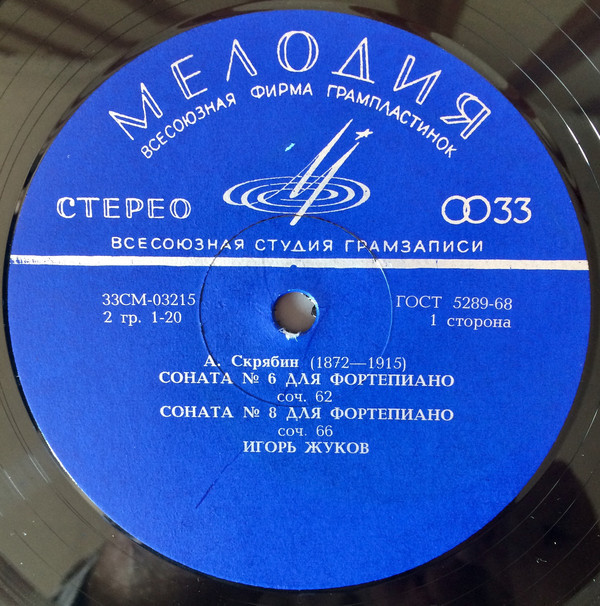 МЕЛОДИЯ
ВСЕСОЮЗНАЯ ФИРМА ГРАМПЛАСТИНОК
СТЕРЕО
33
ВСЕСОЮЗНАЯ СТУДИЯ ГРАМЗАПИСИ
33СМ-03215
ГОСТ 5289-68
2 гр. 1-20
1 сторона
А. Скрябин (1872—1915)
СОНАТА № 6 ДЛЯ ФОРТЕПИАНО
соч. 62
СОНАТА № 8 ДЛЯ ФОРТЕПИАНО
соч. 66
ИГОРЬ ЖУКОВ